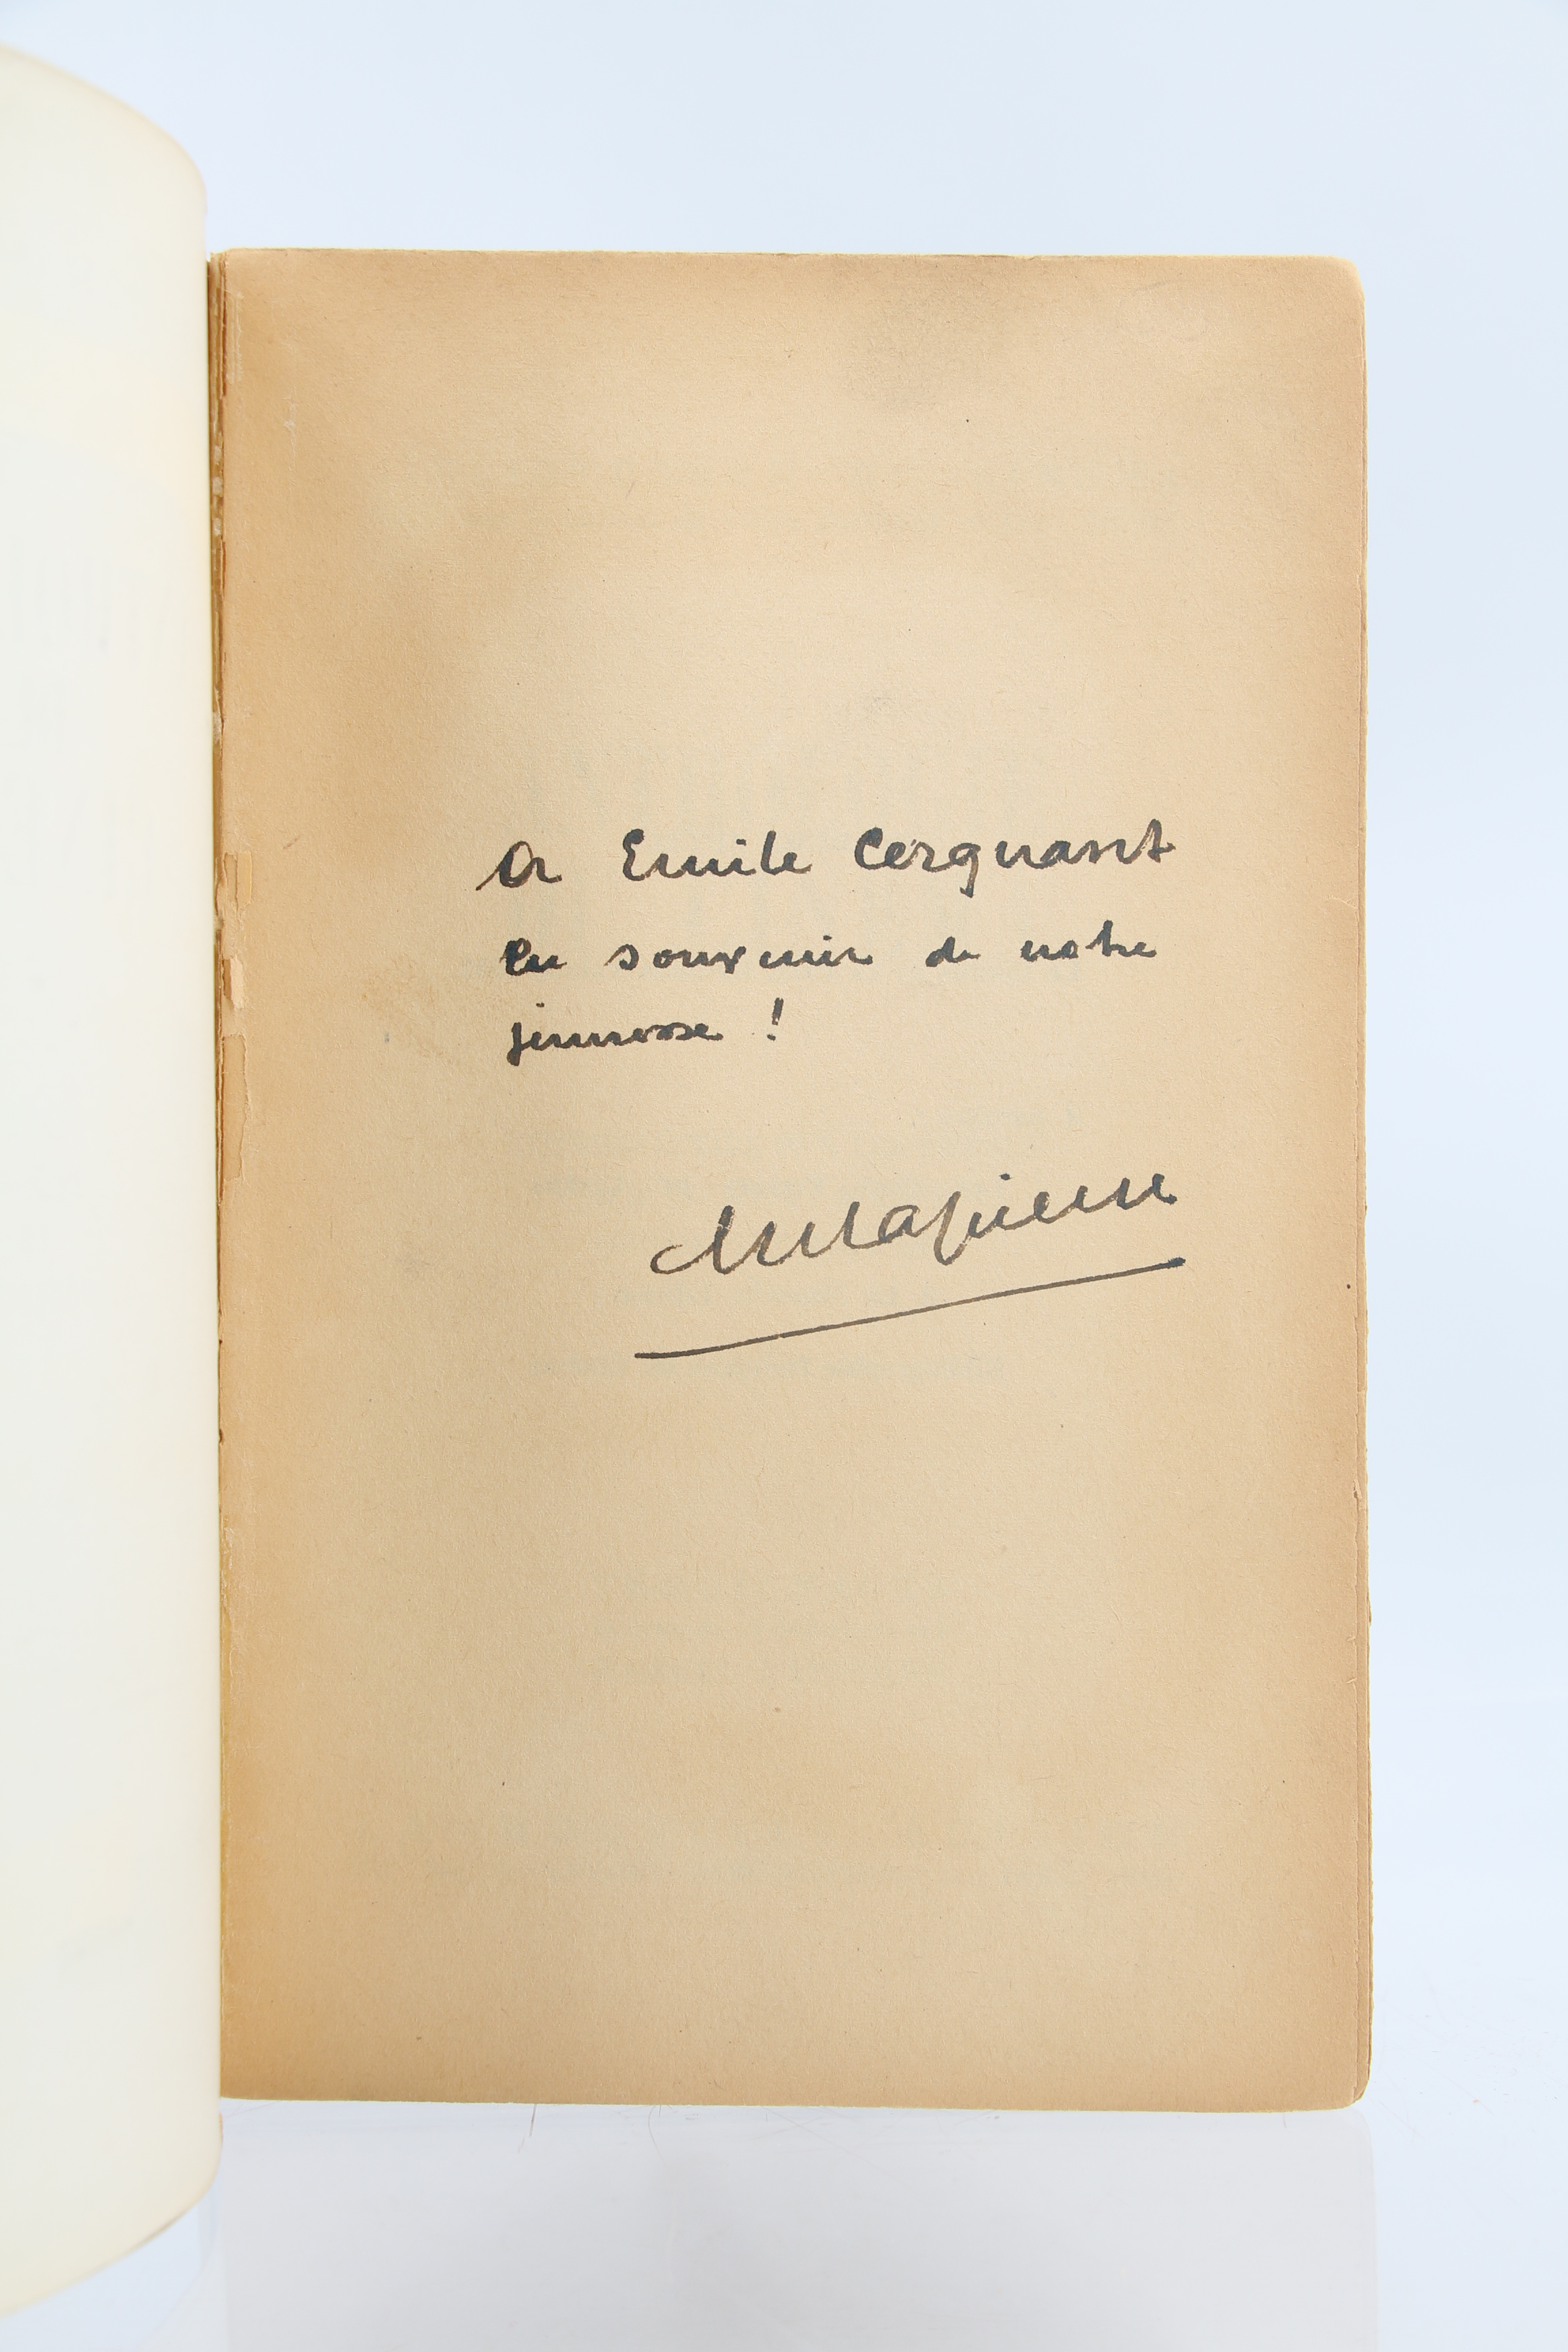 A Emile Cerquant
en souvenir de notre
jeunesse !